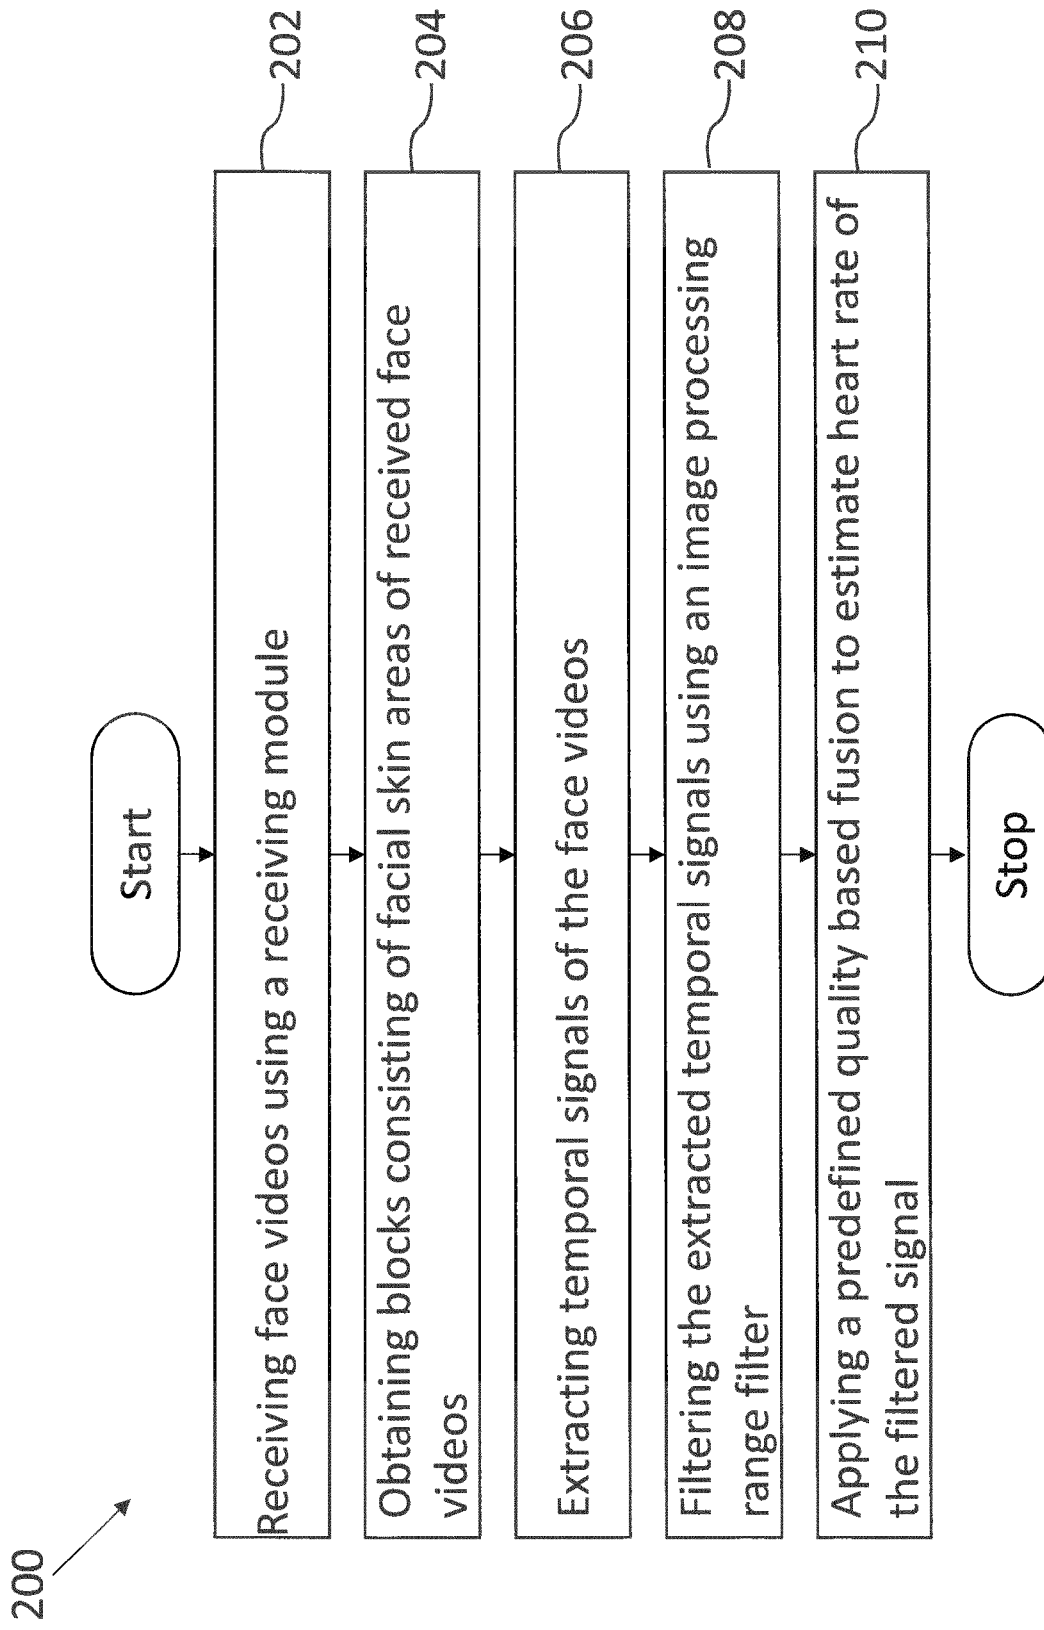 200
Start
Receiving face videos using a receiving module
202
Obtaining blocks consisting of facial skin areas of received face
videos
204
Extracting temporal signals of the face videos
206
Filtering the extracted temporal signals using an image processing
range filter
208
Applying a predefined quality based fusion to estimate heart rate of
the filtered signal
210
Stop